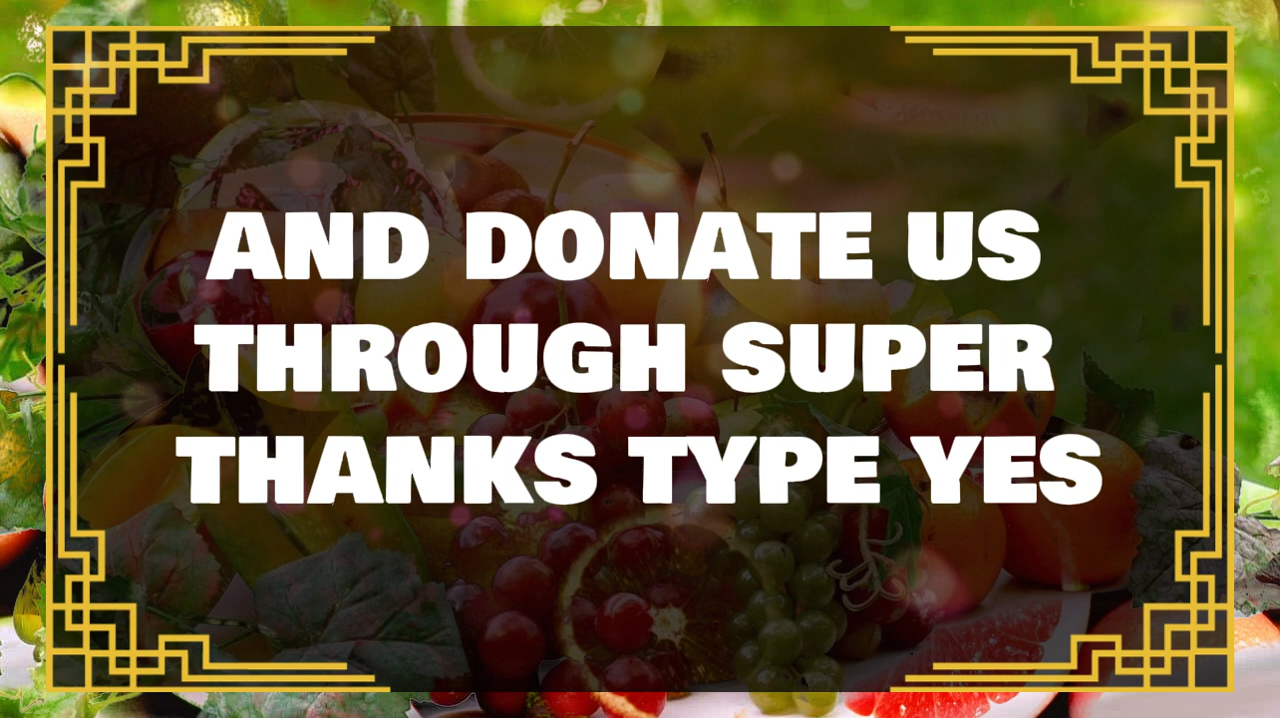 AND DONATE US
THROUGH SUPER
THANKS TYPE YES